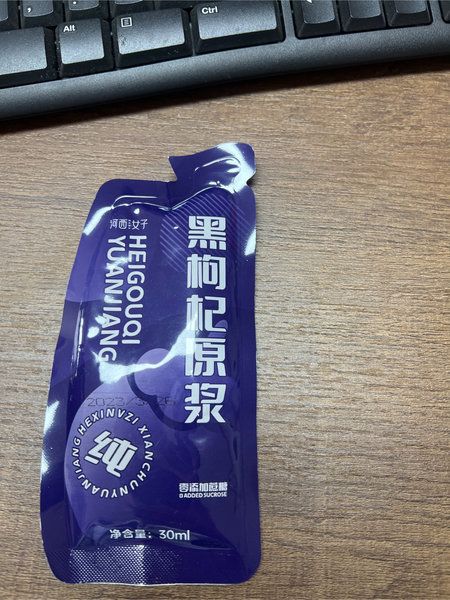 Alt
Ctrl
河西女子
HEIGOUQI
YUANJIANG
黑枸杞原浆
纯
HEXINVZI XIANCHUNYUANJIANG
零添加蔗糖
0 ADDED SUCROSE
净含量：30ml